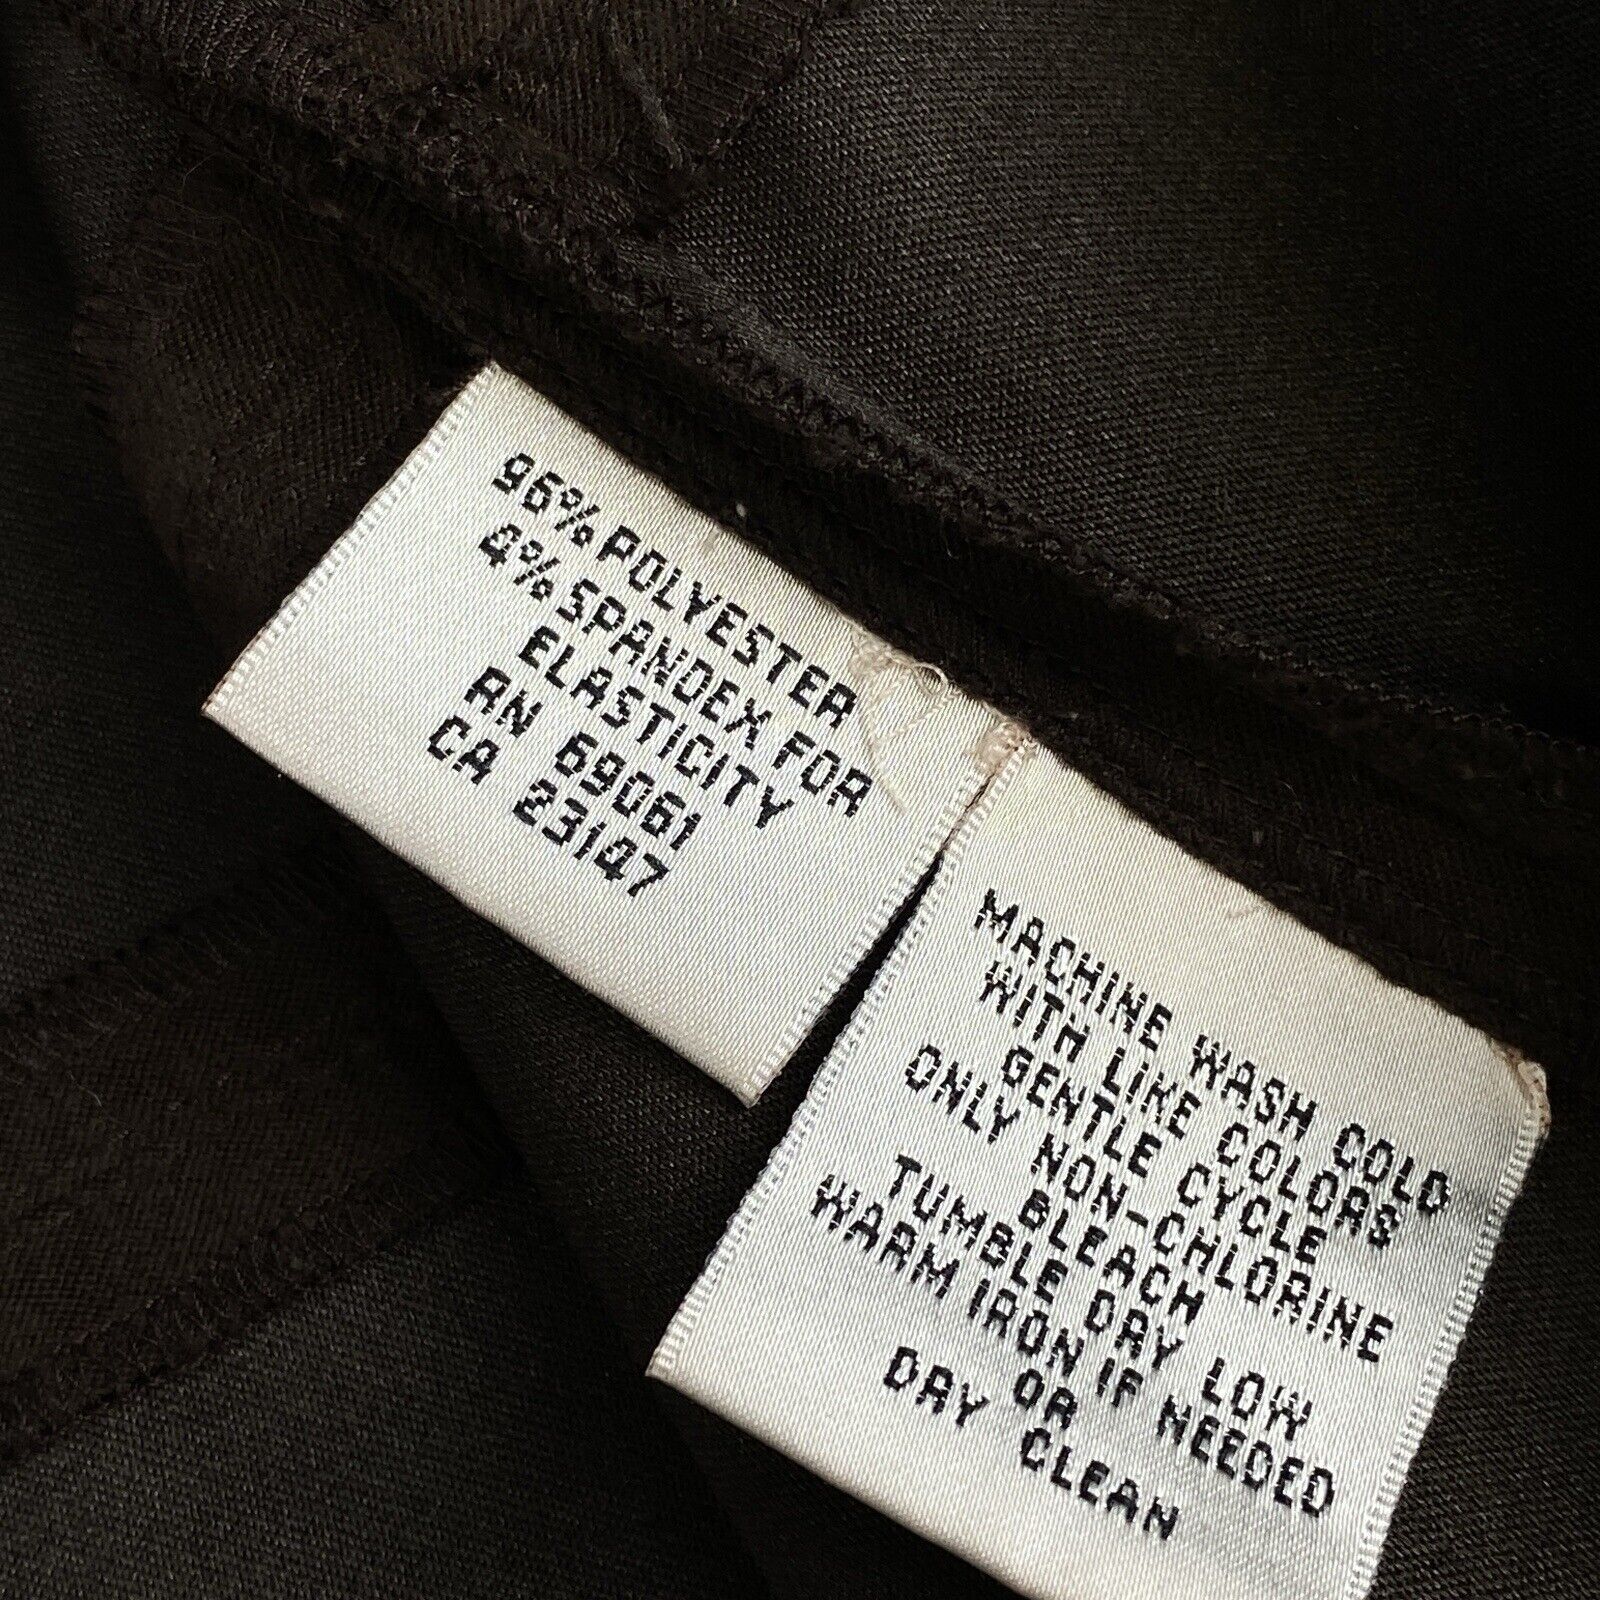 96% POLYESTER
4% SPANDEX FOR
ELASTICITY
RN 69061
CA 23147
MACHINE WASH COLD
WITH LIKE COLORS
GENTLE CYCLE
ONLY NON-CHLORINE
BLEACH
TUMBLE DRY LOW
WARM IRON IF NEEDED
OR
DRY CLEAN